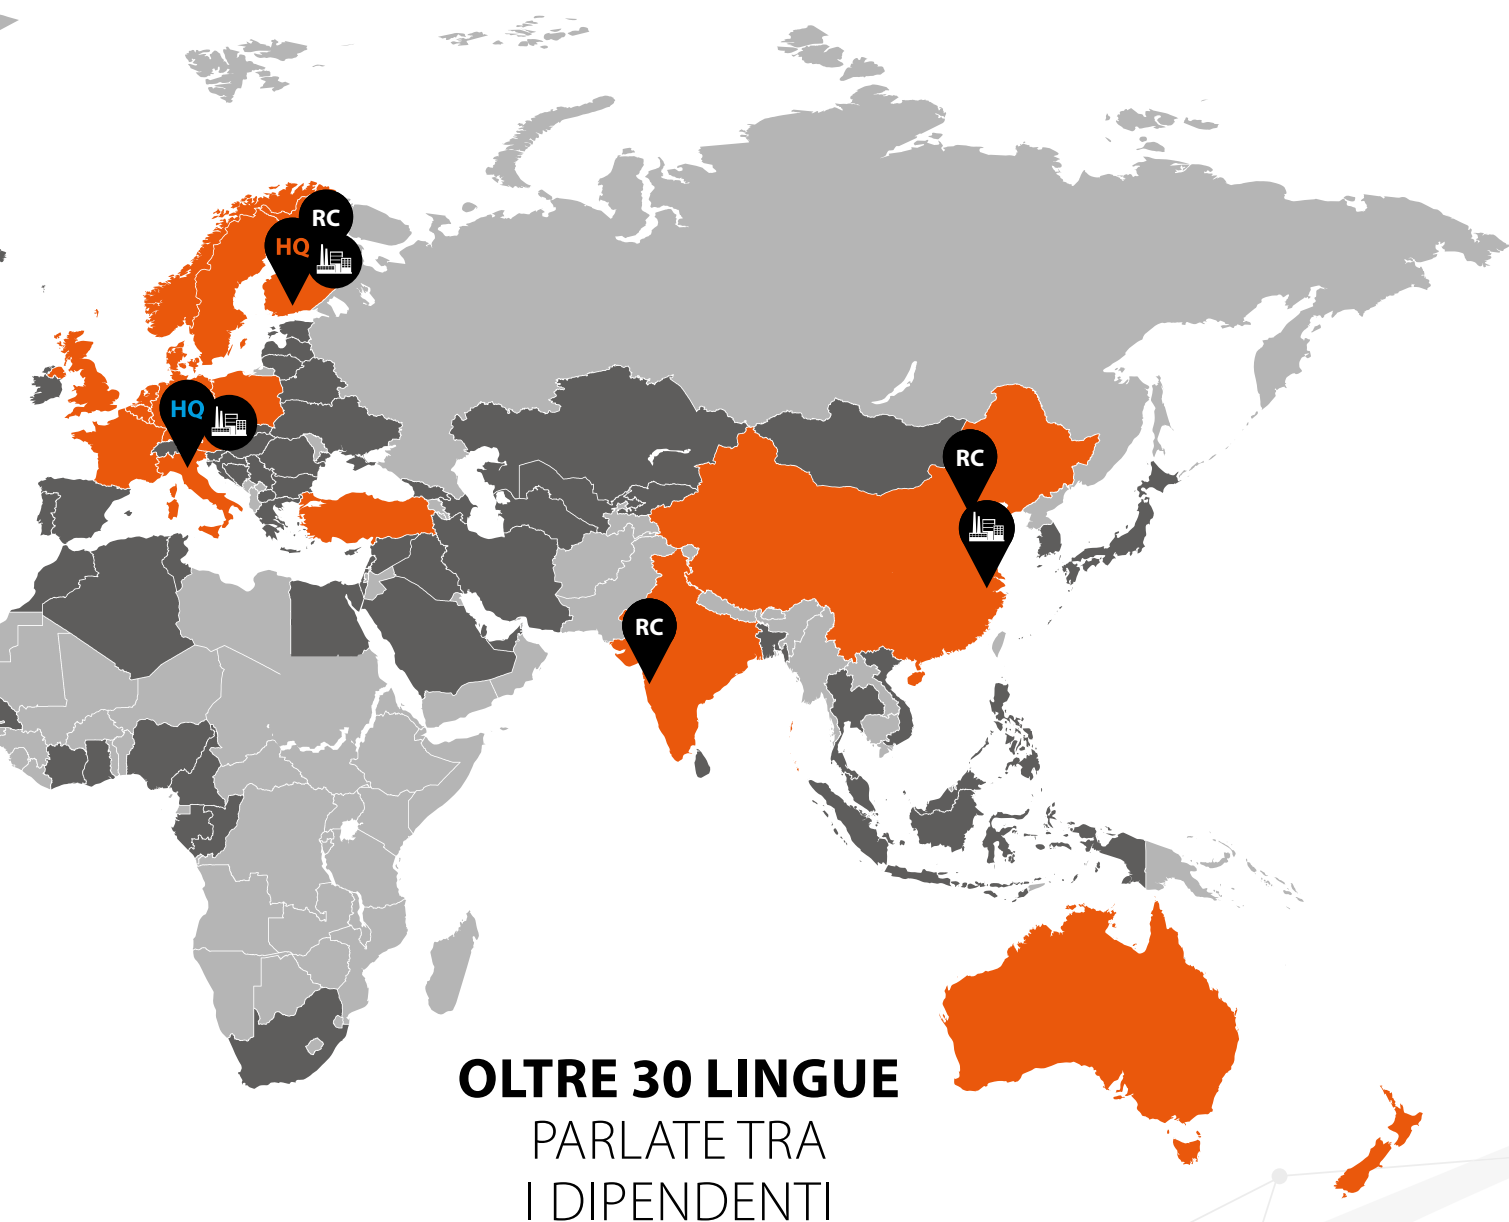 RC
HQ
HQ
RC
RC
OLTRE 30 LINGUE
PARLATE TRA
I DIPENDENTI